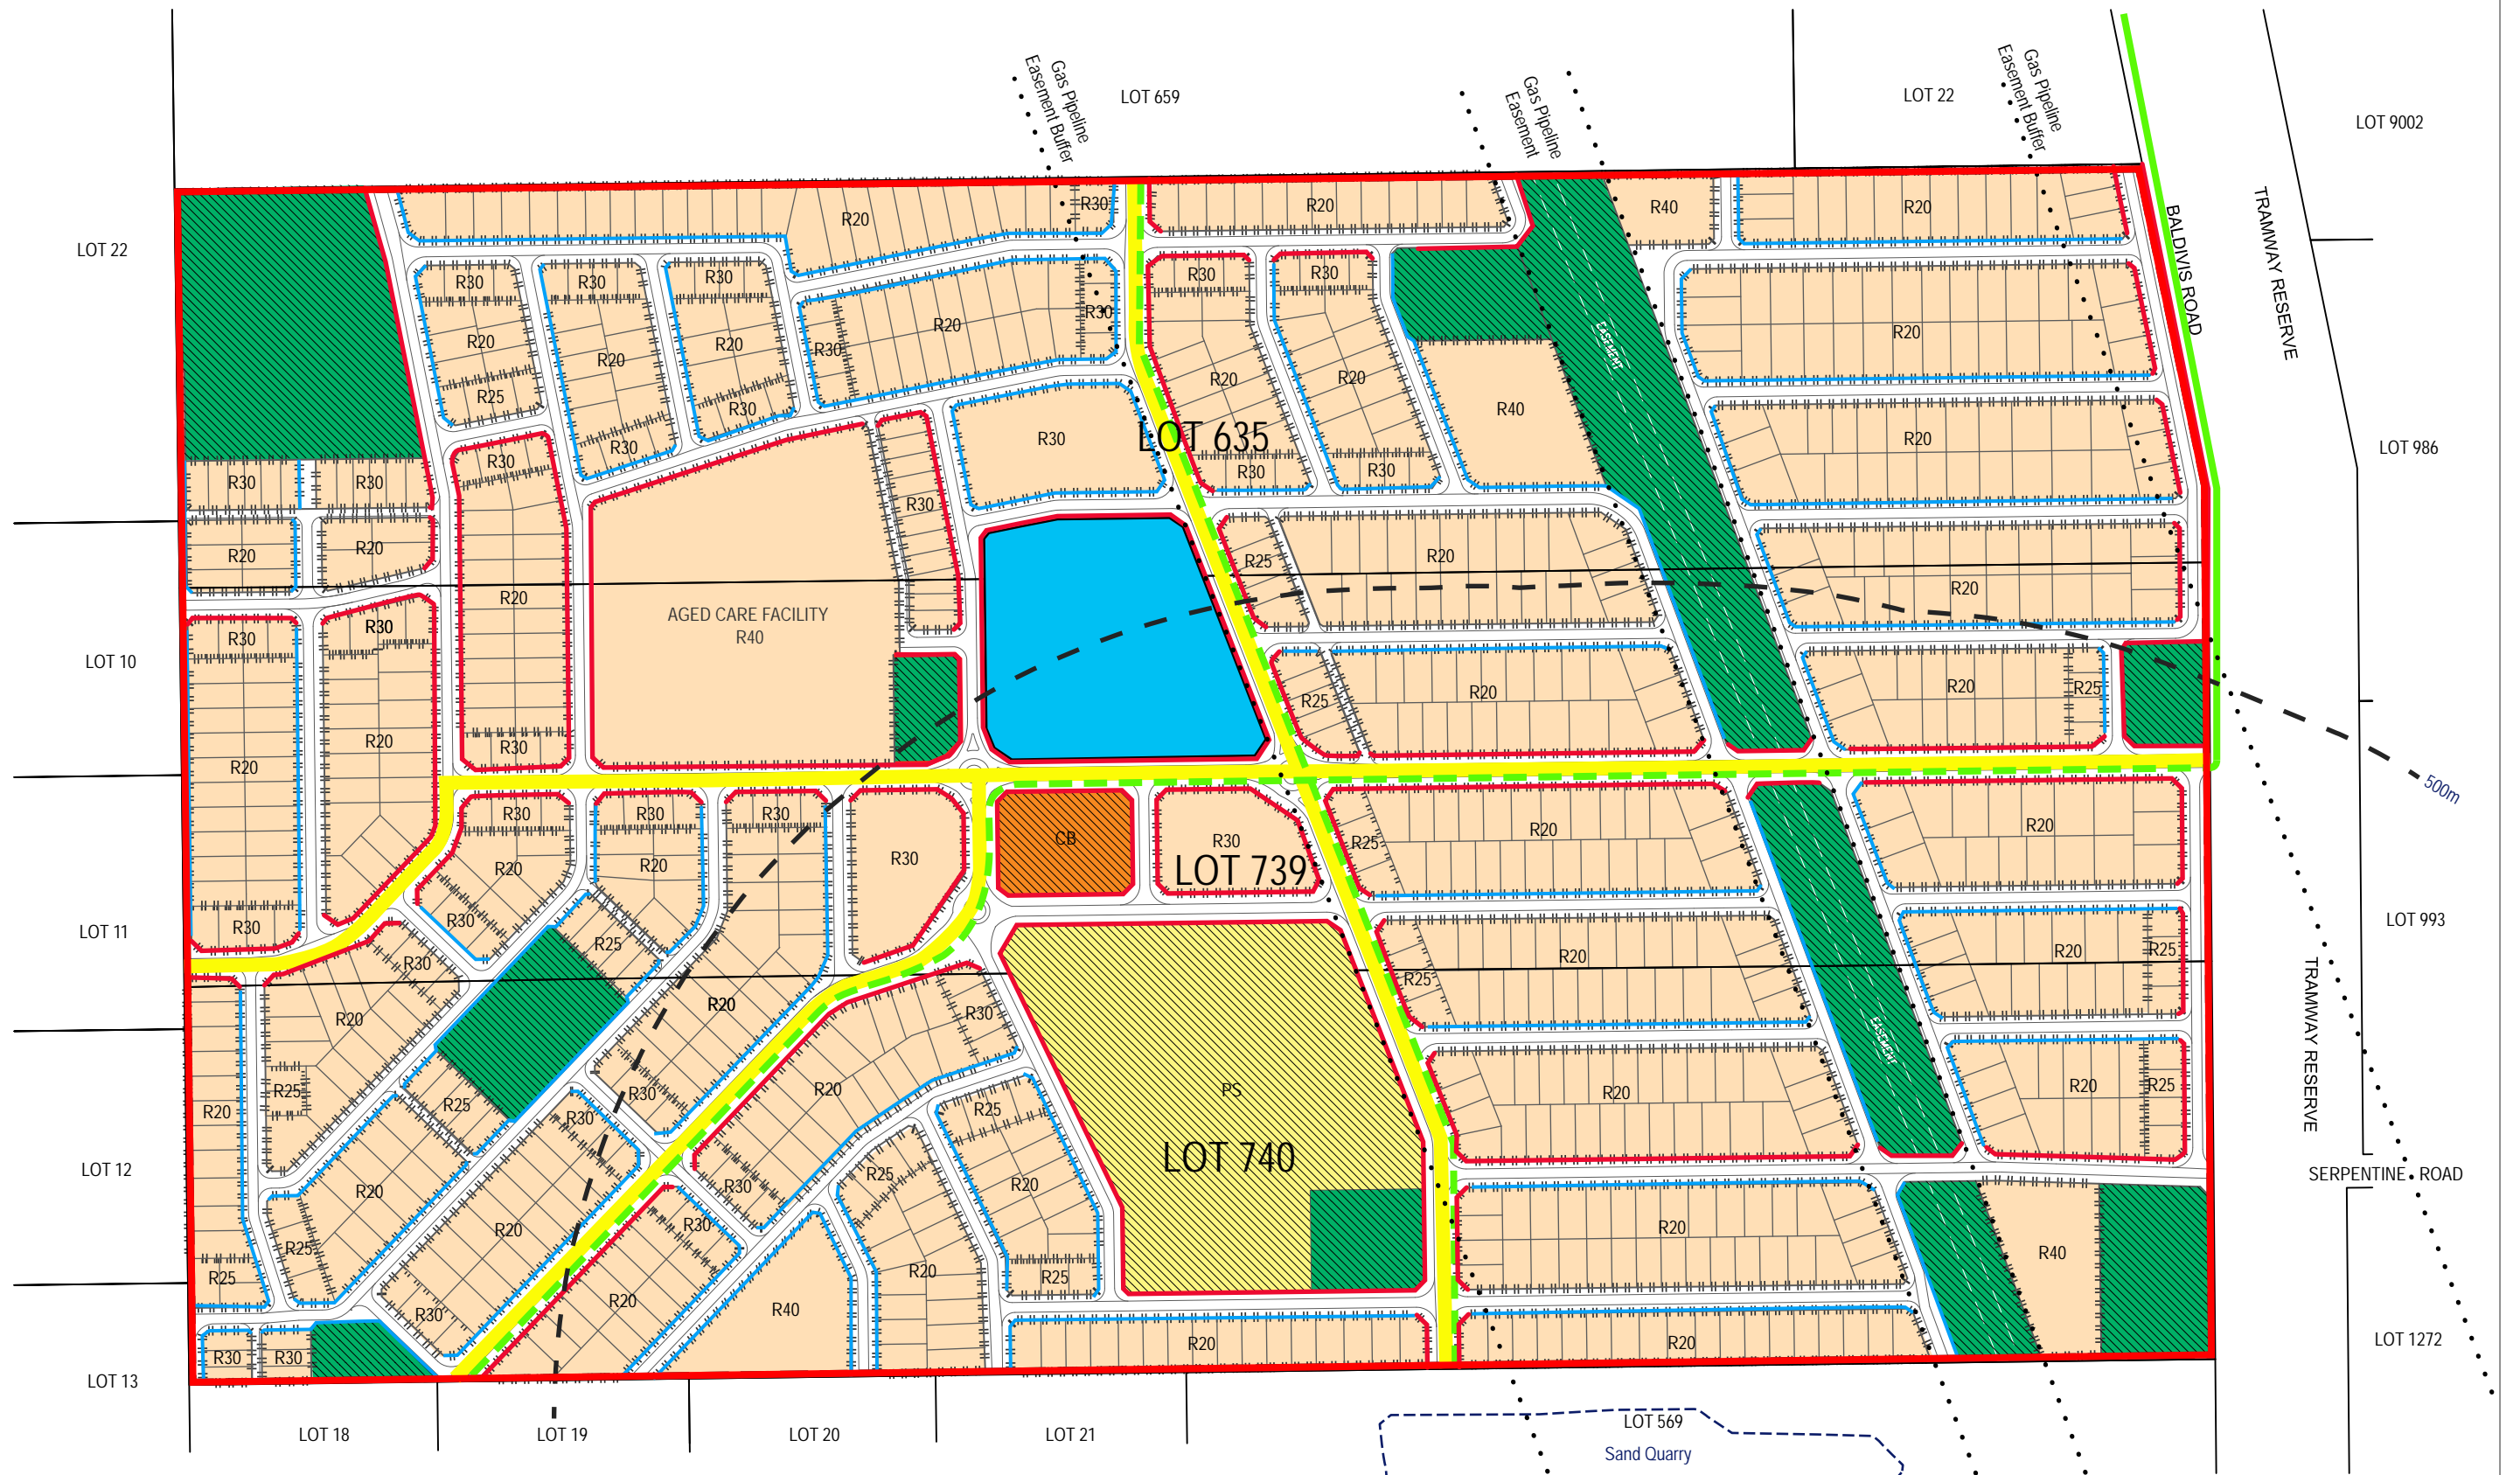 Gas Pipeline
Easement Buffer
LOT 659
Gas Pipeline
Easement
LOT 22
Gas Pipeline
Easement Buffer
LOT 9002
TRAMWAY RESERVE
BALDIVIS ROAD
LOT 22
R20
R30
R20
R40
R20
R30
R30
R30
R30
R30
R20
R20
R20
R30
R20
R30
R25
R30
R30
EASEMENT
R20
R20
R20
R40
R30
R30
R30
R20
LOT 635
R30
R30
LOT 986
R30
R30
R30
R30
R20
R20
R20
R25
R20
R20
AGED CARE FACILITY
R40
R30
R30
R20
R30
R20
R20
R25
R20
R20
R25
LOT 10
500m
R30
R30
R30
R20
R20
R30
R30
CB
R30
LOT 739
R25
R20
R20
R30
R30
R25
R20
LOT 11
R30
R20
R20
R30
R25
R20
R20
R25
LOT 993
TRAMWAY RESERVE
EASEMENT
R20
R25
R25
R30
R30
R20
R25
PS
LOT 740
R20
R20
R25
LOT 12
R20
R25
R20
R30
R25
R20
SERPENTINE ROAD
R25
R20
R30
R20
R25
R20
R40
R30
R20
R40
R30
R30
R20
R20
LOT 1272
LOT 13
LOT 18
LOT 19
LOT 20
LOT 21
LOT 569
Sand Quarry